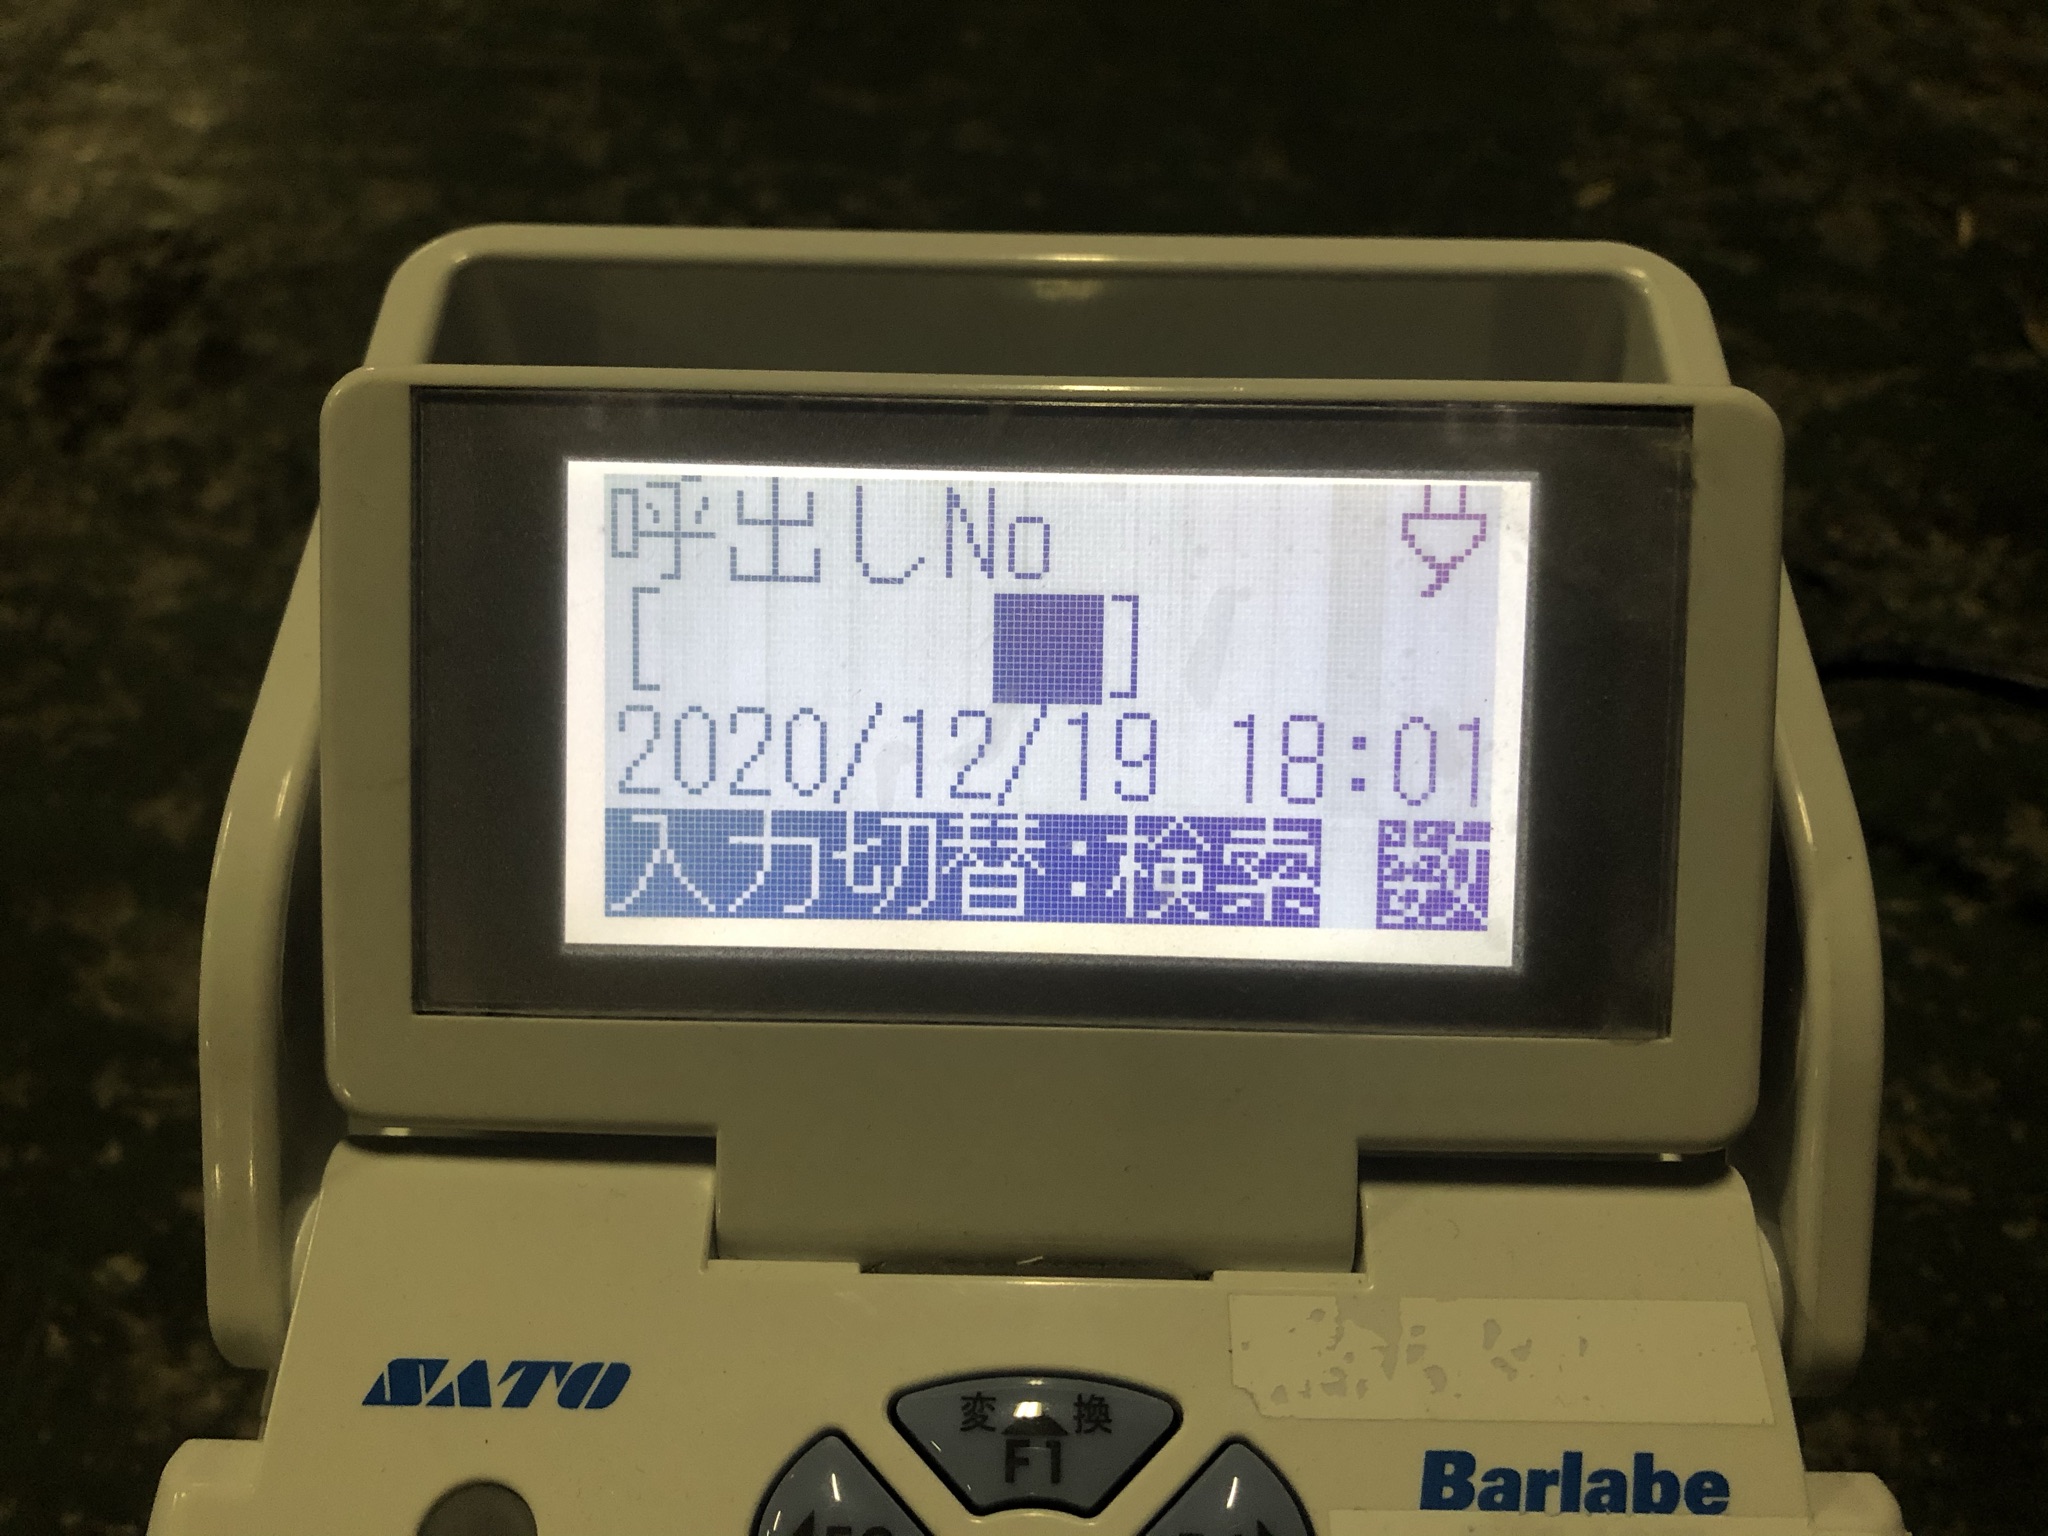 呼出しNo
[ ]
2020/12/19 18:01
入力切替:検索 数
SATO
変 換
F1
Barlabe